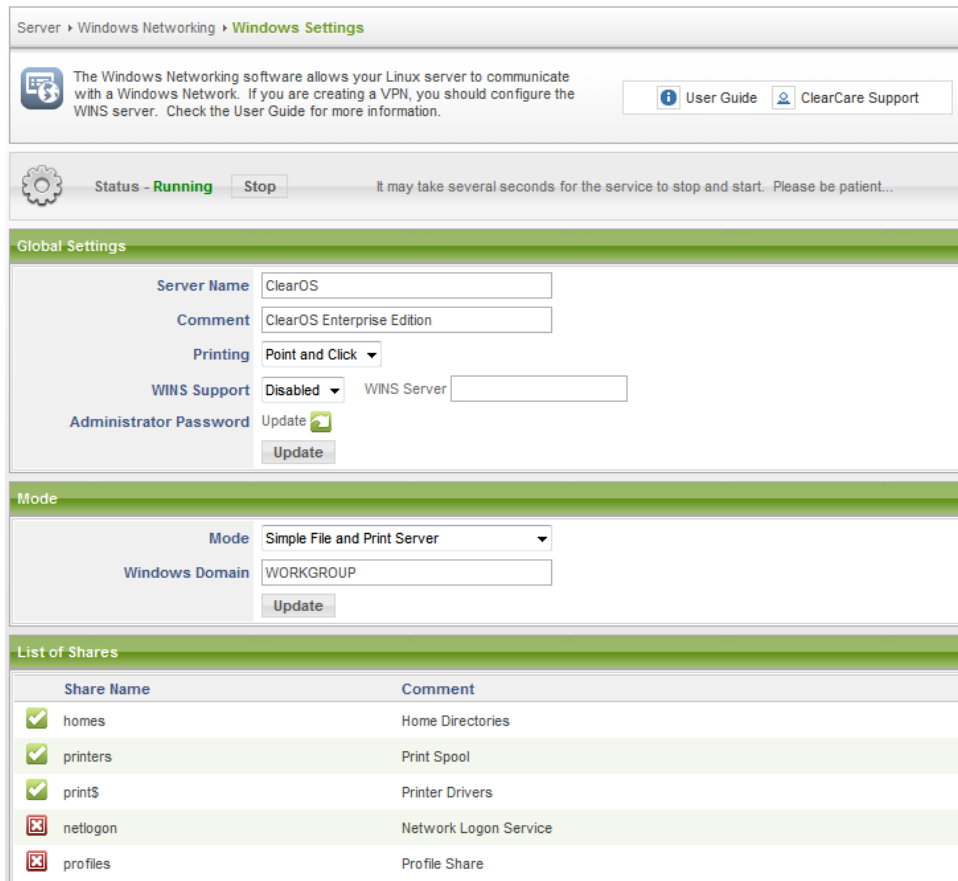 Server ▸ Windows Networking ▸ Windows Settings
The Windows Networking software allows your Linux server to communicate
with a Windows Network. If you are creating a VPN, you should configure the
WINS server. Check the User Guide for more information.
User Guide ClearCare Support
Status - Running Stop It may take several seconds for the service to stop and start. Please be patient...
Global Settings
Server Name ClearOS
Comment ClearOS Enterprise Edition
Printing Point and Click
WINS Support Disabled WINS Server
Administrator Password Update
Update
Mode
Mode Simple File and Print Server
Windows Domain WORKGROUP
Update
List of Shares
Share Name Comment
homes Home Directories
printers Print Spool
print$ Printer Drivers
netlogon Network Logon Service
profiles Profile Share